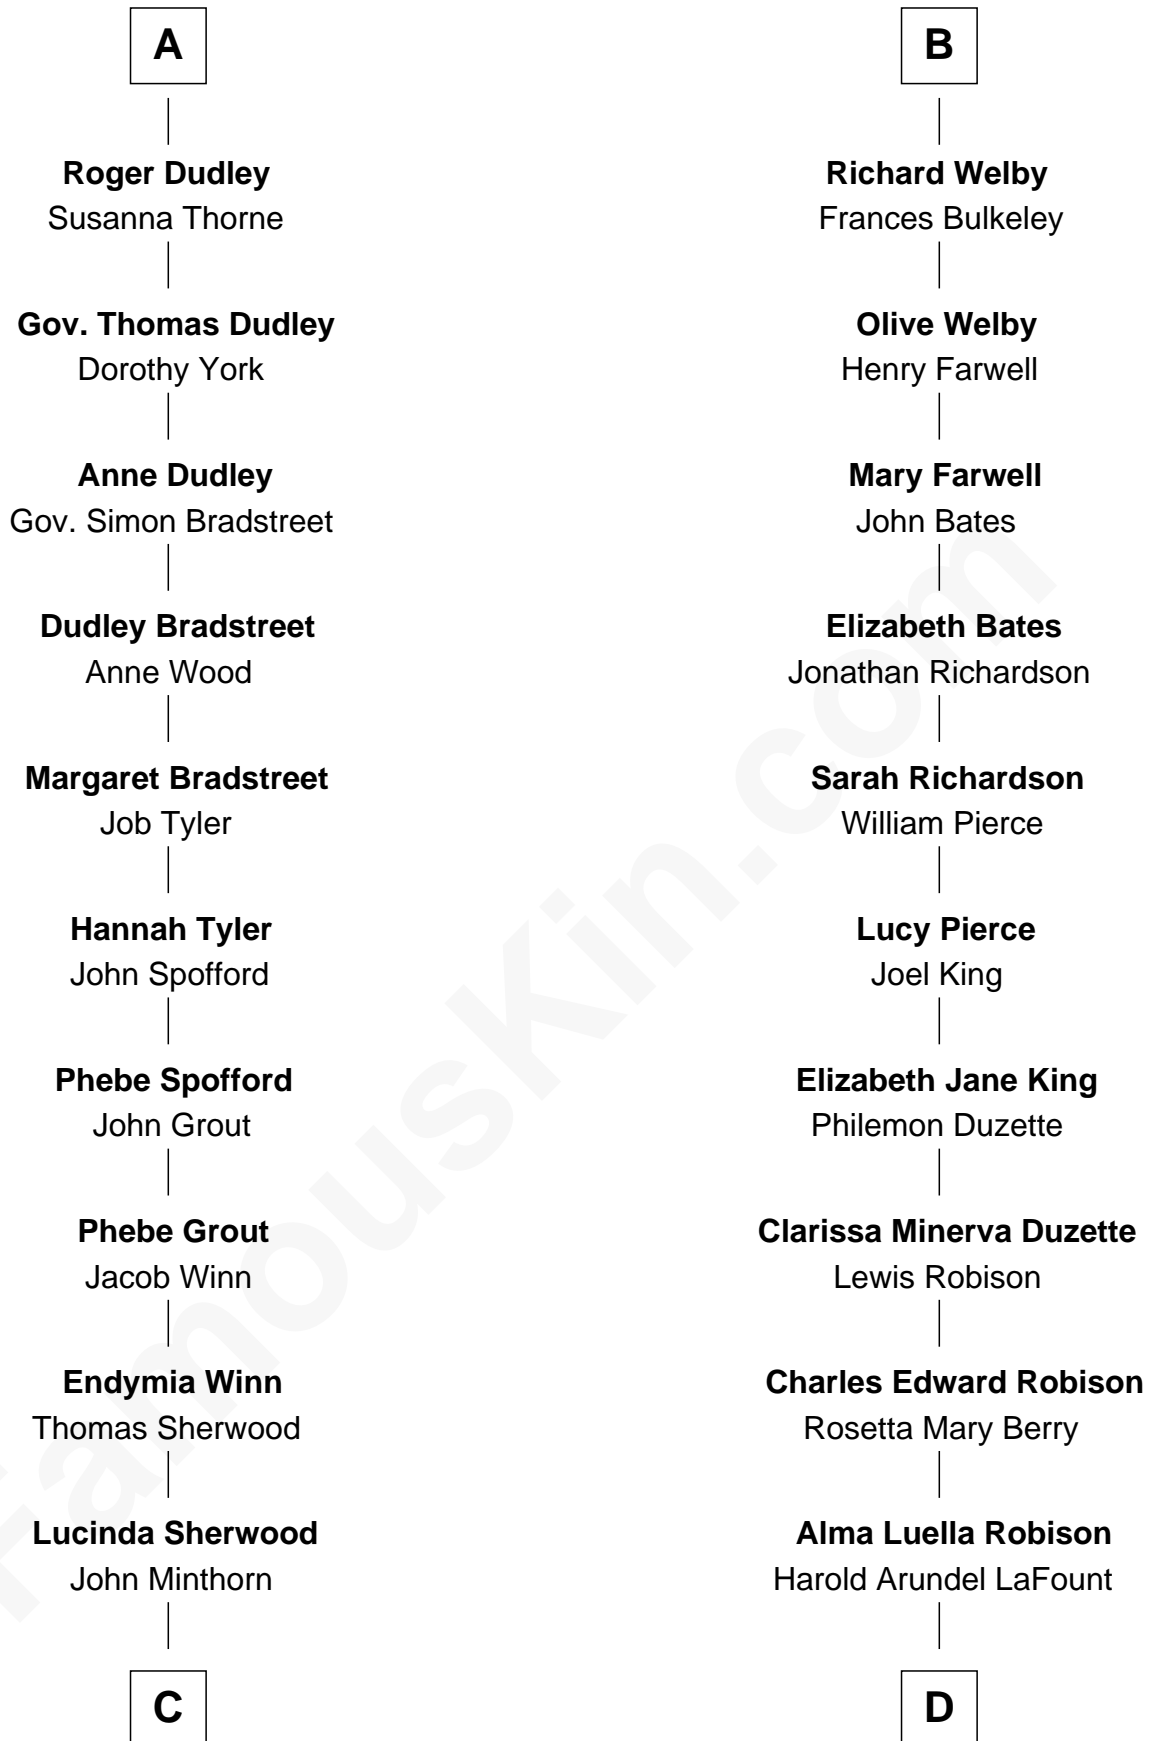 A
Roger Dudley
Susanna Thorne
Gov. Thomas Dudley
Dorothy York
Anne Dudley
Gov. Simon Bradstreet
Dudley Bradstreet
Anne Wood
Margaret Bradstreet
Job Tyler
Hannah Tyler
John Spofford
Phebe Spofford
John Grout
Phebe Grout
Jacob Winn
Endymia Winn
Thomas Sherwood
Lucinda Sherwood
John Minthorn
C
B
Richard Welby
Frances Bulkeley
Olive Welby
Henry Farwell
Mary Farwell
John Bates
Elizabeth Bates
Jonathan Richardson
Sarah Richardson
William Pierce
Lucy Pierce
Joel King
Elizabeth Jane King
Philemon Duzette
Clarissa Minerva Duzette
Lewis Robison
Charles Edward Robison
Rosetta Mary Berry
Alma Luella Robison
Harold Arundel LaFount
D
FamousKin.com